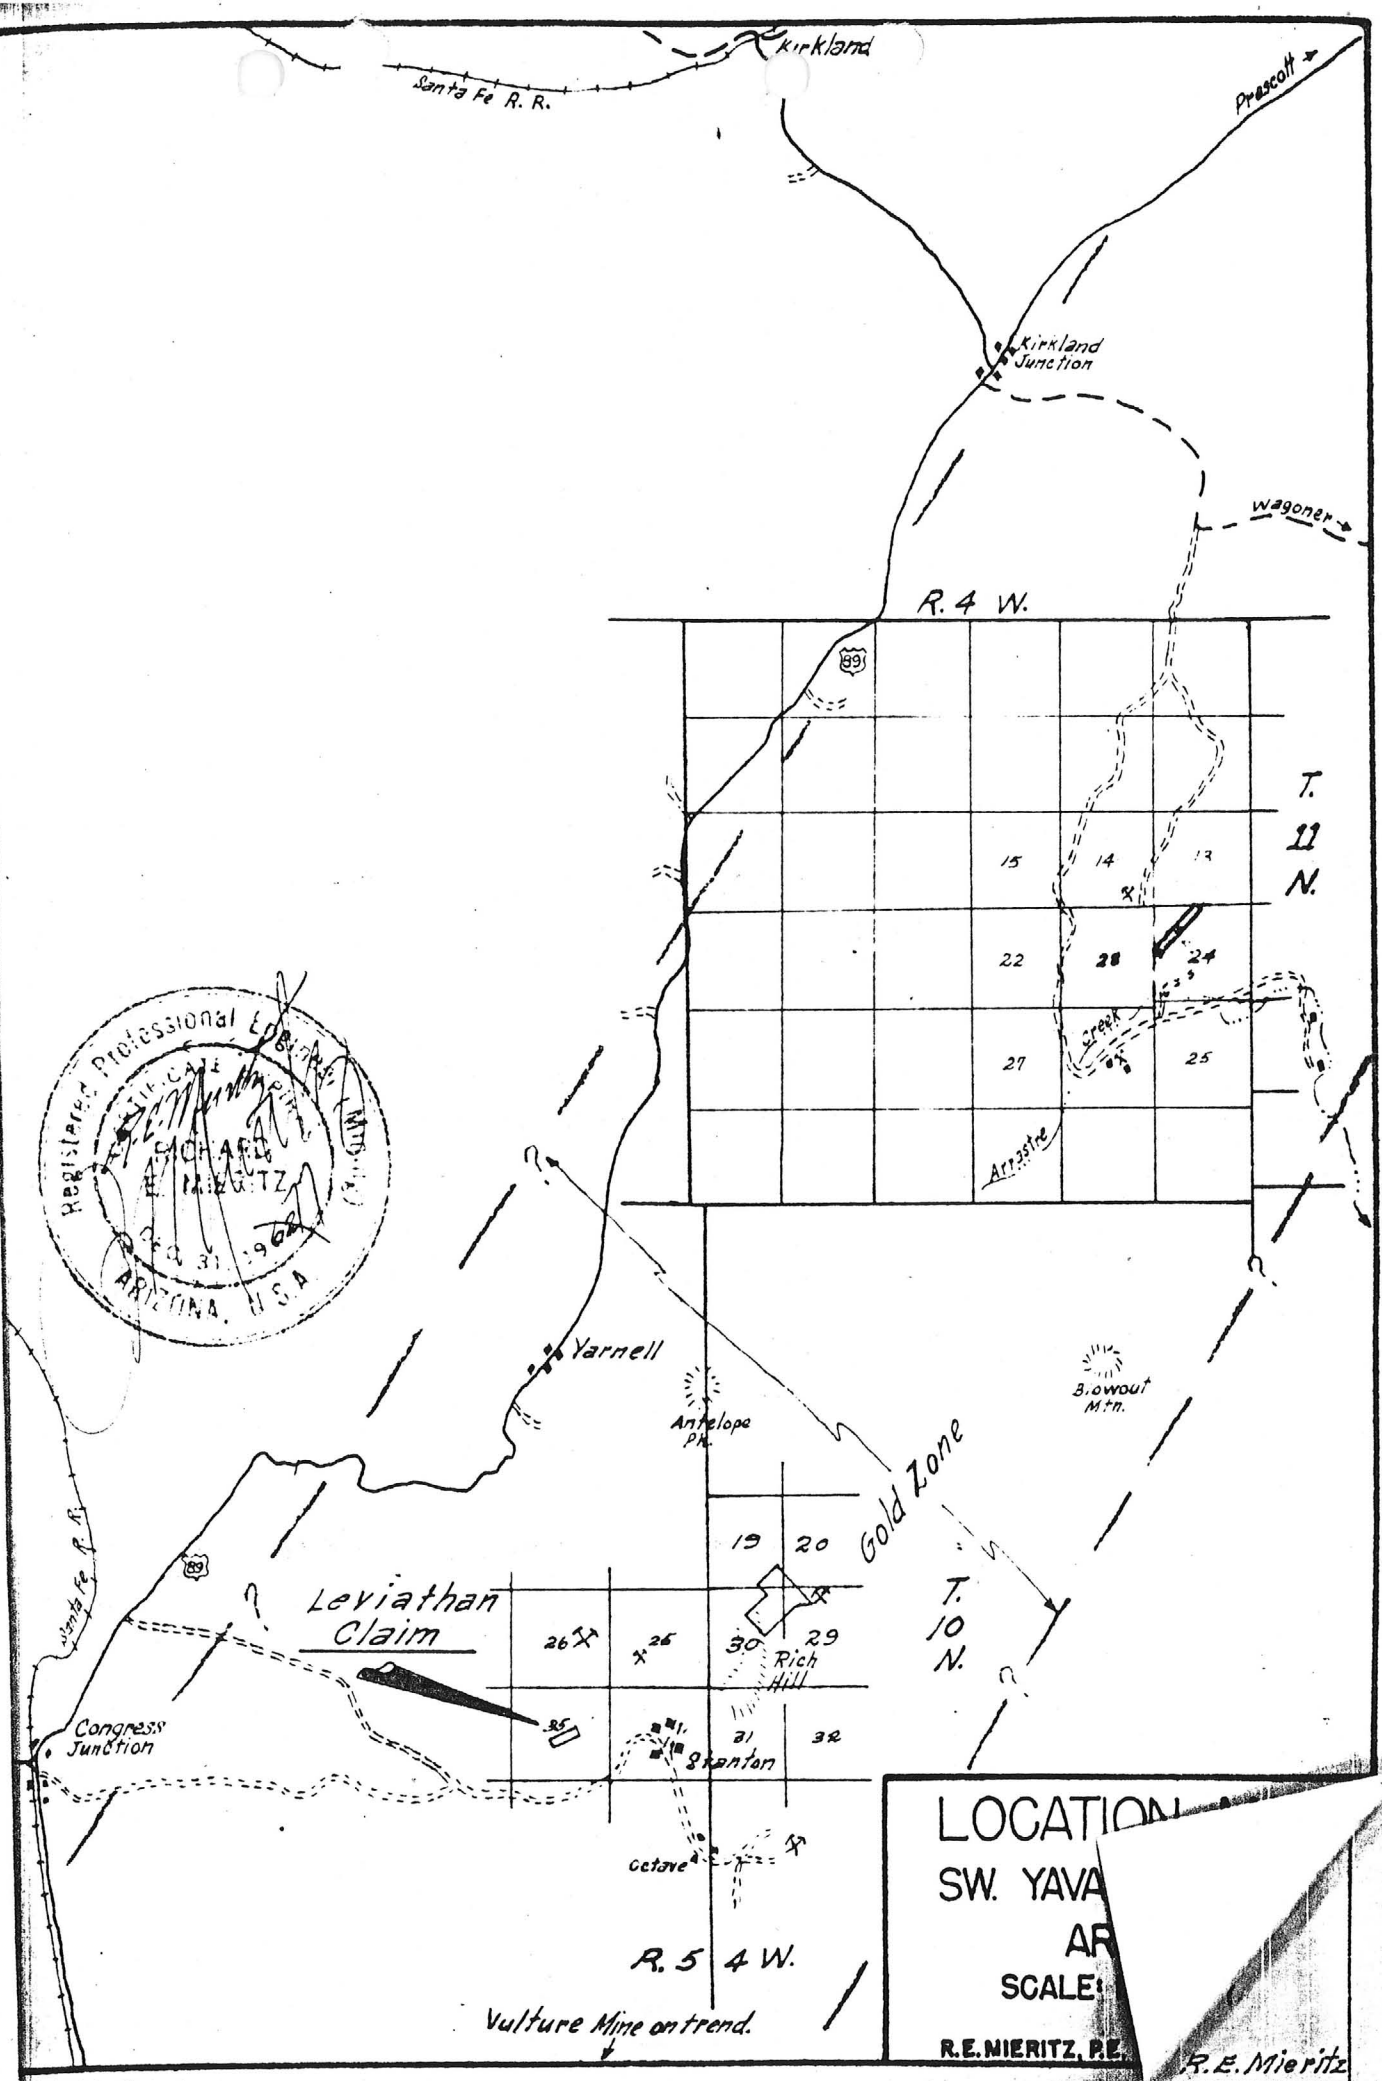 Kirkland
Santa Fe R. R.
Prescott
Kirkland
Junction
Wagoner
R. 4 W.
89
T.
11
N.
15
14
13
22
24
Creek
27
25
Arrastre
Registered Professional Engineer
CERTIFICATE
RICHARD
E. MIERITZ
ARIZONA, U.S.A.
?
?
Yarnell
Antelope
Pk.
Blowout
Mtn.
Gold Zone
19
20
89
?
Santa Fe R. R.
Leviathan
Claim
T.
10
N.
26
25
30
29
Rich
Hill
?
Congress
Junction
35
31
32
Stanton
Octave
R. 5 4 W.
Vulture Mine on trend.
LOCATION
SW. YAVA
AR
SCALE:
R.E. MIERITZ, P.E.
R.E. Mieritz